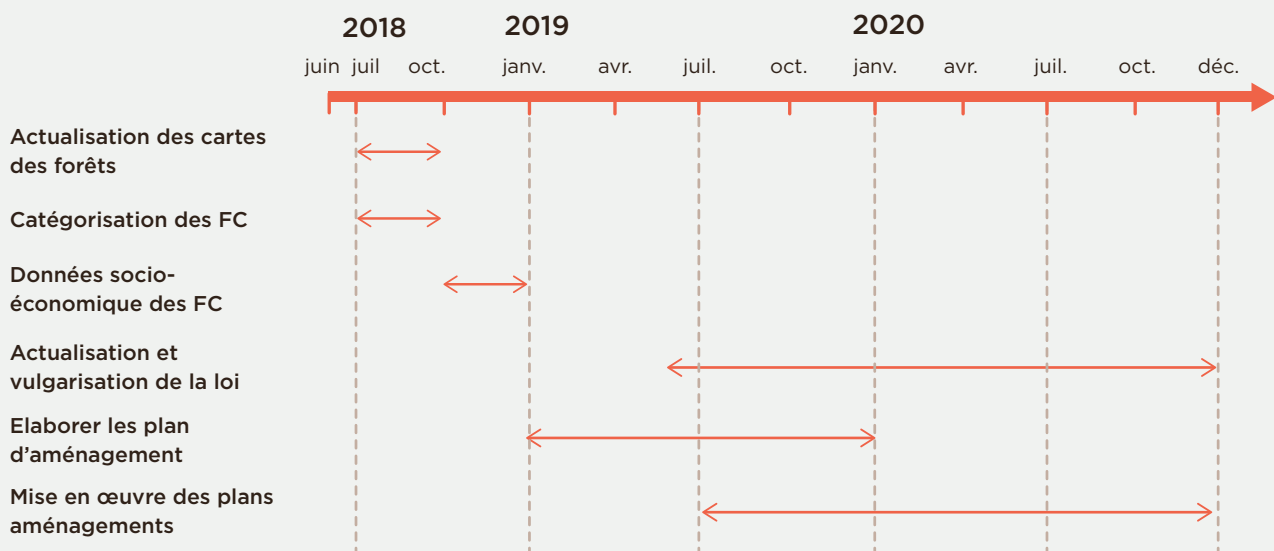 2018 2019 2020
juin juil oct. janv. avr. juil. oct. janv. avr. juil. oct. déc.
Actualisation des cartes
des forêts
Catégorisation des FC
Données socio-
économique des FC
Actualisation et
vulgarisation de la loi
Elaborer les plan
d’aménagement
Mise en œuvre des plans
aménagements